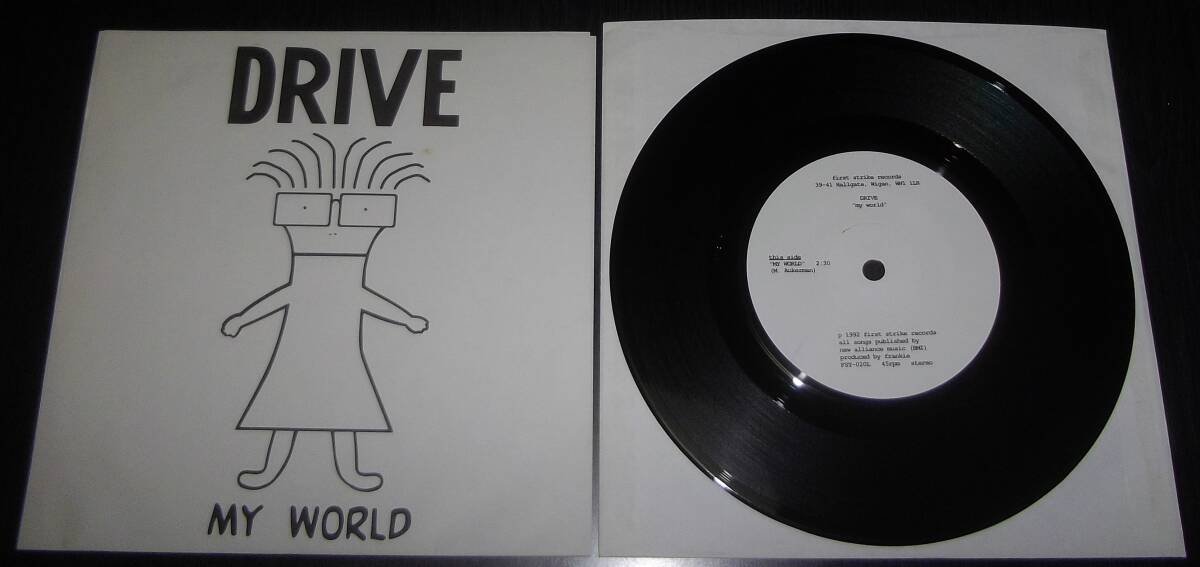 DRIVE
MY WORLD
first strike records
39-41 Hallgate, Wigan, WN1 1LR
DRIVE
"my world"
this side
"MY WORLD" 2:30
(M. Aukerman)
p 1992 first strike records
all songs published by
new alliance music (BMI)
produced by frankie
FST-020L 45rpm stereo